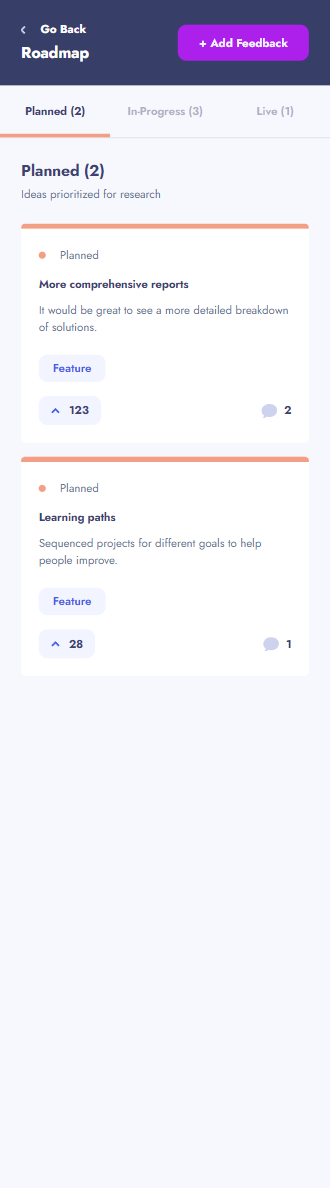 Go Back
Roadmap
+ Add Feedback
Planned (2)
In-Progress (3)
Live (1)
Planned (2)
Ideas prioritized for research
Planned
More comprehensive reports
It would be great to see a more detailed breakdown
of solutions.
Feature
123
2
Planned
Learning paths
Sequenced projects for different goals to help
people improve.
Feature
28
1